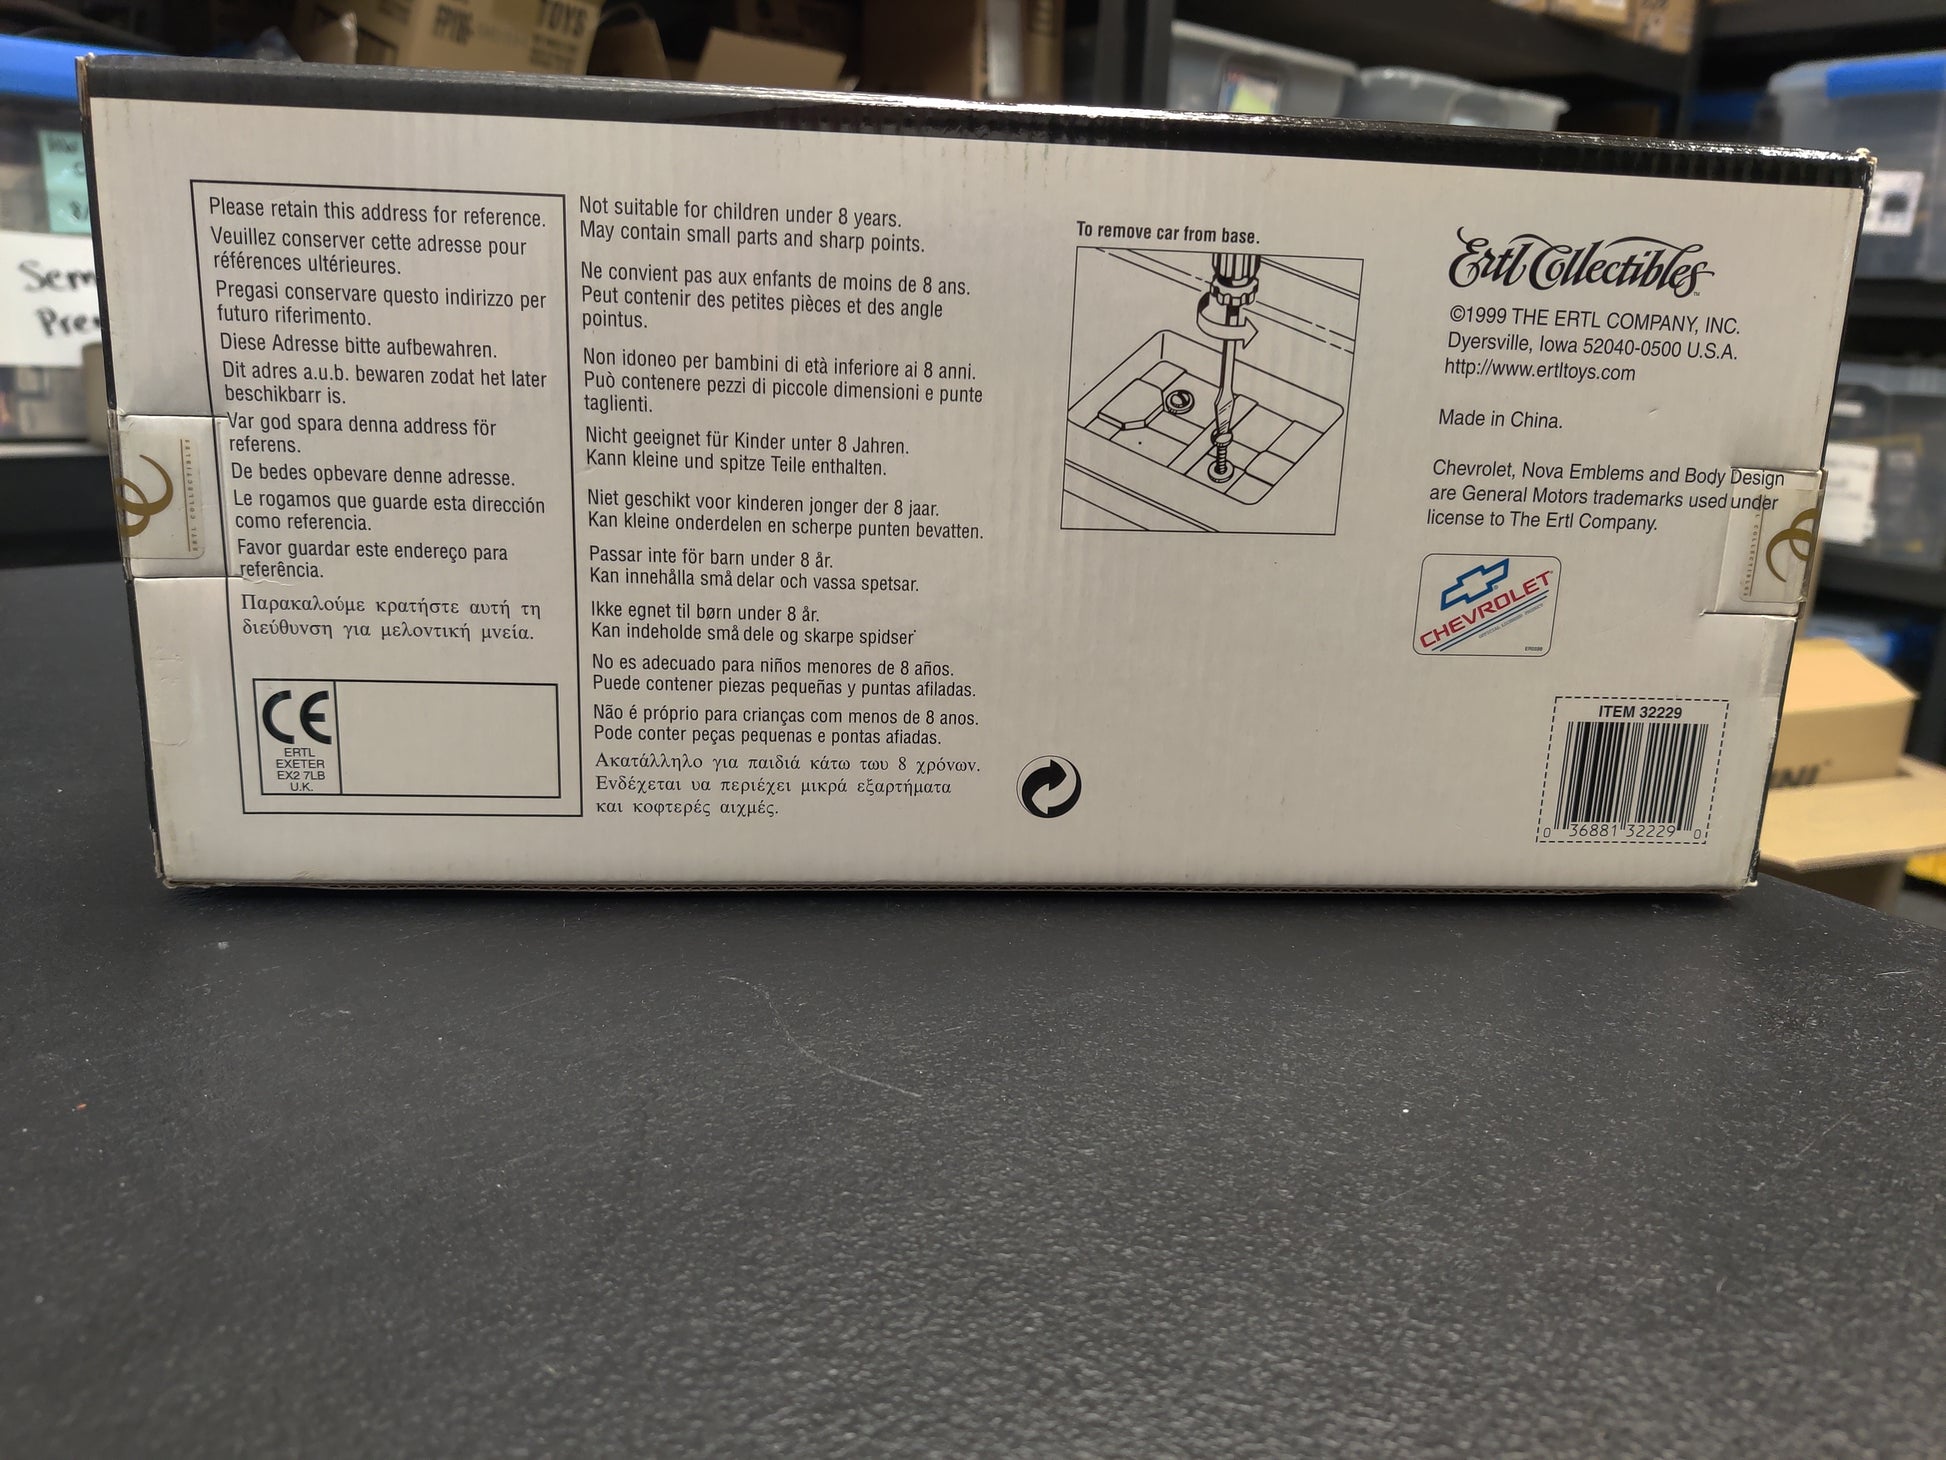 Please retain this address for reference.
Veuillez conserver cette adresse pour
références ultérieures.
Pregasi conservare questo indirizzo per
futuro riferimento.
Diese Adresse bitte aufbewahren.
Dit adres a.u.b. bewaren zodat het later
beschikbarr is.
Var god spara denna address för
referens.
De bedes opbevare denne adresse.
Le rogamos que guarde esta dirección
como referencia.
Favor guardar este endereço para
referência.
Παρακαλούμε κρατήστε αυτή τη
διεύθυνση για μελοντική μνεία.
CE
ERTL
EXETER
EX2 7LB
U.K.
Not suitable for children under 8 years.
May contain small parts and sharp points.
Ne convient pas aux enfants de moins de 8 ans.
Peut contenir des petites pièces et des angle
pointus.
Non idoneo per bambini di età inferiore ai 8 anni.
Può contenere pezzi di piccole dimensioni e punte
taglienti.
Nicht geeignet für Kinder unter 8 Jahren.
Kann kleine und spitze Teile enthalten.
Niet geschikt voor kinderen jonger der 8 jaar.
Kan kleine onderdelen en scherpe punten bevatten.
Passar inte för barn under 8 år.
Kan innehålla små delar och vassa spetsar.
Ikke egnet til børn under 8 år.
Kan indeholde små dele og skarpe spidser
No es adecuado para niños menores de 8 años.
Puede contener piezas pequeñas y puntas afiladas.
Não é próprio para crianças com menos de 8 anos.
Pode conter peças pequenas e pontas afiadas.
Ακατάλληλο για παιδιά κάτω των 8 χρόνων.
Ενδέχεται υα περιέχει μικρά εξαρτήματα
και κοφτερές αιχμές.
To remove car from base.
Ertl Collectibles
©1999 THE ERTL COMPANY, INC.
Dyersville, Iowa 52040-0500 U.S.A.
http://www.ertltoys.com
Made in China.
Chevrolet, Nova Emblems and Body Design
are General Motors trademarks used under
license to The Ertl Company.
CHEVROLET
ITEM 32229
0 36881 32229 0
ERTL COLLECTIBLES
TOYS